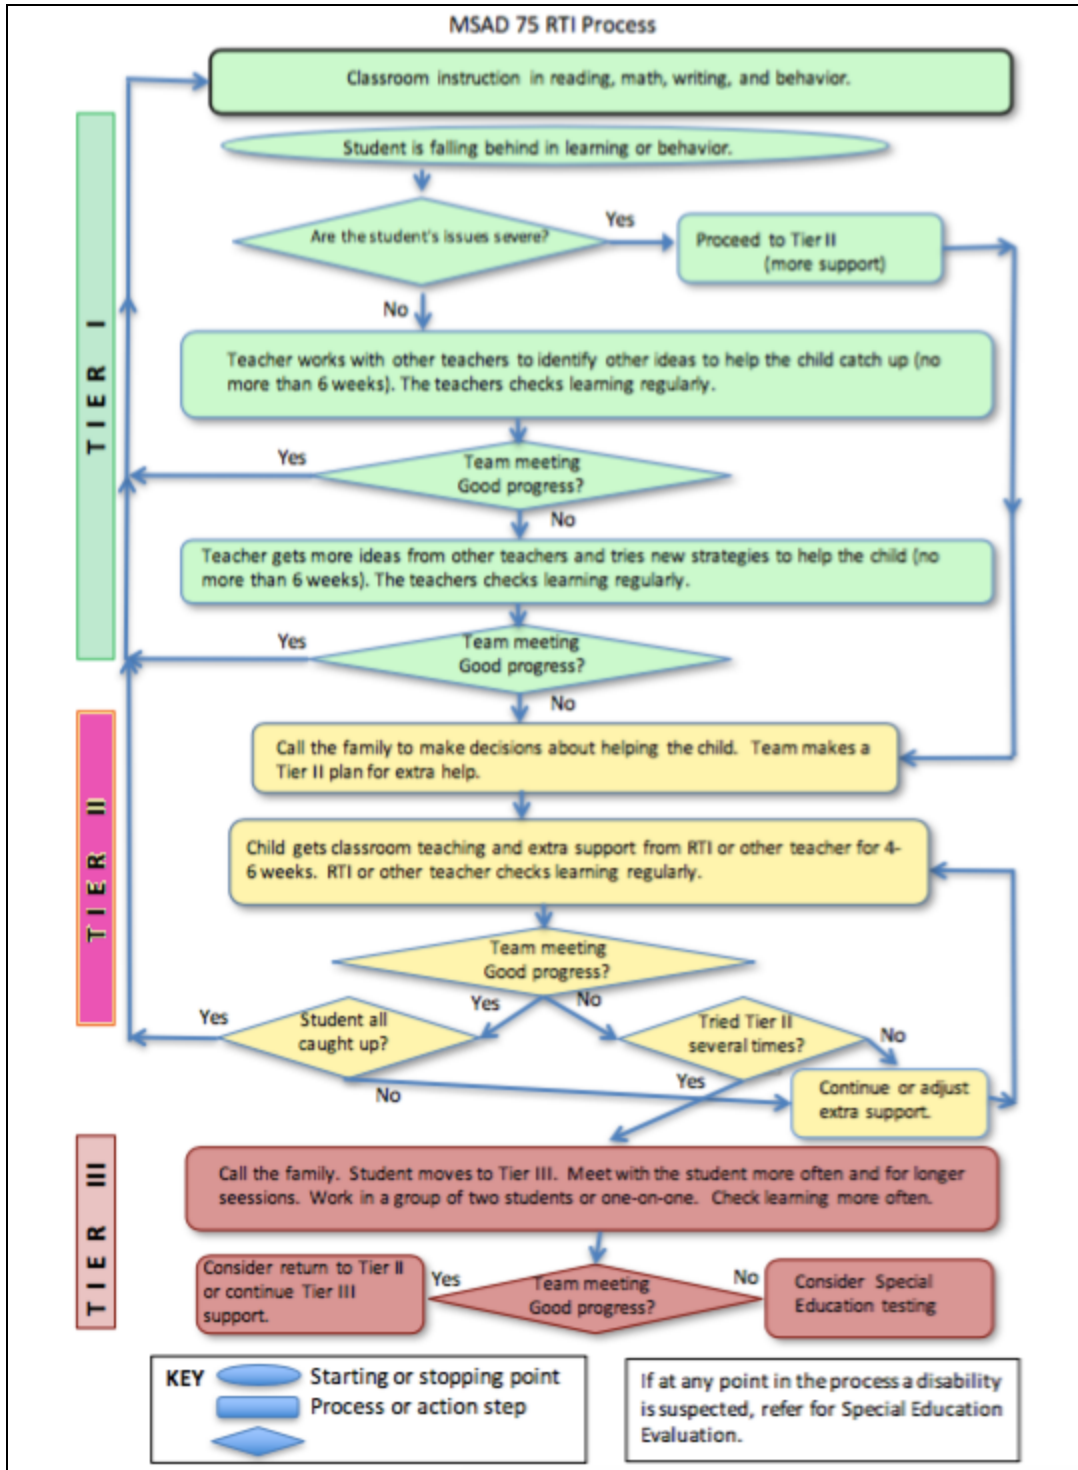 MSAD 75 RTI Process
Classroom instruction in reading, math, writing, and behavior.
Student is falling behind in learning or behavior.
Are the student's issues severe?
Yes
Proceed to Tier II
(more support)
No
Teacher works with other teachers to identify other ideas to help the child catch up (no
more than 6 weeks). The teachers checks learning regularly.
Yes
Team meeting
Good progress?
No
Teacher gets more ideas from other teachers and tries new strategies to help the child (no
more than 6 weeks). The teachers checks learning regularly.
Yes
Team meeting
Good progress?
No
TIER I
Call the family to make decisions about helping the child. Team makes a
Tier II plan for extra help.
Child gets classroom teaching and extra support from RTI or other teacher for 4-
6 weeks. RTI or other teacher checks learning regularly.
Team meeting
Good progress?
Yes
No
Yes
Student all
caught up?
Tried Tier II
several times?
No
No
Yes
Continue or adjust
extra support.
TIER II
Call the family. Student moves to Tier III. Meet with the student more often and for longer
seessions. Work in a group of two students or one-on-one. Check learning more often.
Consider return to Tier II
or continue Tier III
support.
Yes
Team meeting
Good progress?
No
Consider Special
Education testing
TIER III
KEY
Starting or stopping point
Process or action step
If at any point in the process a disability
is suspected, refer for Special Education
Evaluation.